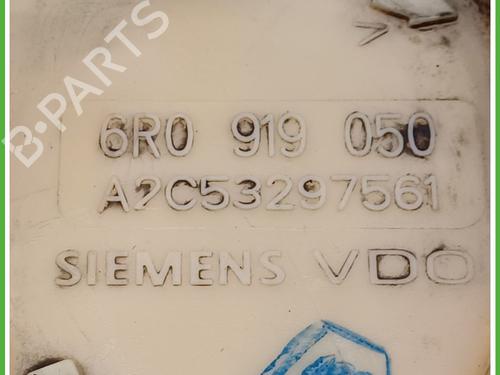 B-PARTS
6R0 919 050
A2C53297561
SIEMENS VDO